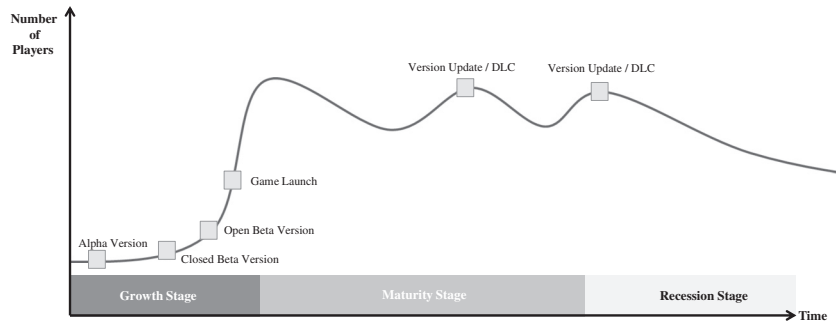 Number
of
Players
Version Update / DLC
Version Update / DLC
Game Launch
Open Beta Version
Alpha Version
Closed Beta Version
Growth Stage
Maturity Stage
Recession Stage
Time